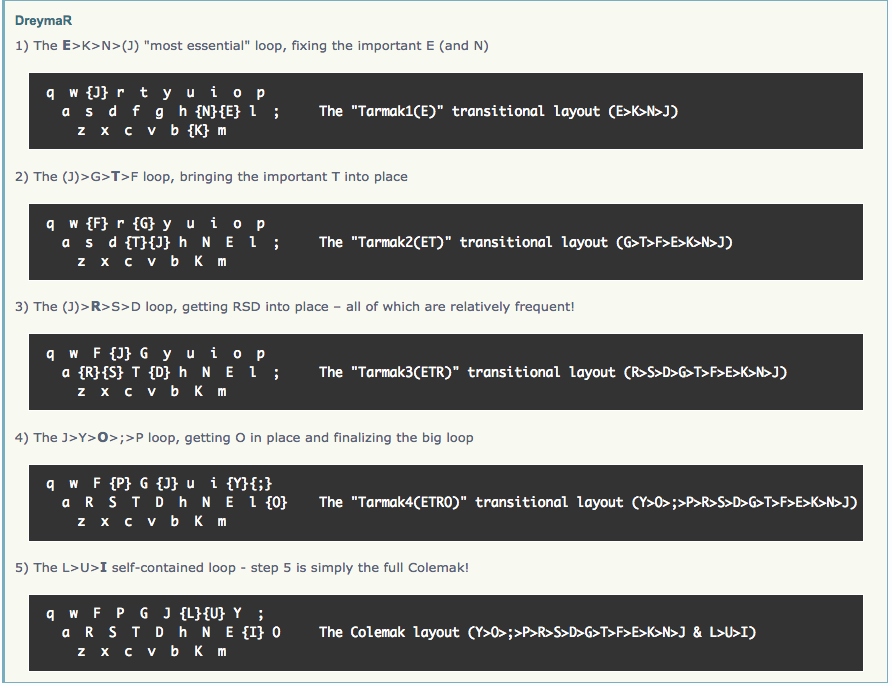 DreymaR
1) The E>K>N>(J) "most essential" loop, fixing the important E (and N)
q w {J} r t y u i o p
a s d f g h {N}{E} l ; The "Tarmak1(E)" transitional layout (E>K>N>J)
z x c v b {K} m
2) The (J)>G>T>F loop, bringing the important T into place
q w {F} r {G} y u i o p
a s d {T}{J} h N E l ; The "Tarmak2(ET)" transitional layout (G>T>F>E>K>N>J)
z x c v b K m
3) The (J)>R>S>D loop, getting RSD into place – all of which are relatively frequent!
q w F {J} G y u i o p
a {R}{S} T {D} h N E l ; The "Tarmak3(ETR)" transitional layout (R>S>D>G>T>F>E>K>N>J)
z x c v b K m
4) The J>Y>O>;>P loop, getting O in place and finalizing the big loop
q w F {P} G {J} u i {Y}{;}
a R S T D h N E l {O} The "Tarmak4(ETRO)" transitional layout (Y>O>;>P>R>S>D>G>T>F>E>K>N>J)
z x c v b K m
5) The L>U>I self-contained loop - step 5 is simply the full Colemak!
q w F P G J {L}{U} Y ;
a R S T D h N E {I} O The Colemak layout (Y>O>;>P>R>S>D>G>T>F>E>K>N>J & L>U>I)
z x c v b K m